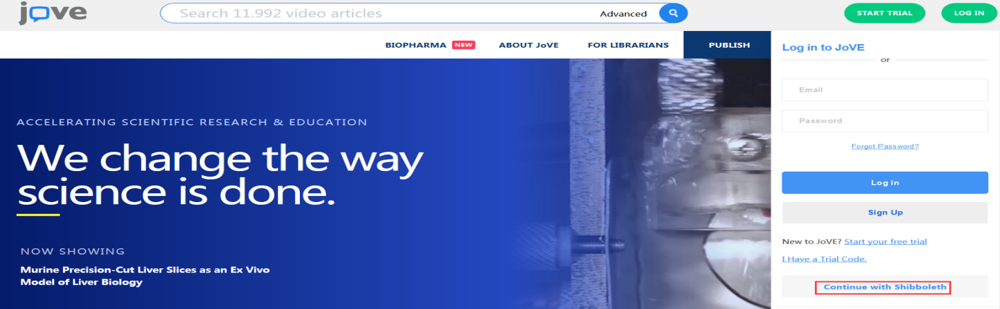 jove
Search 11,992 video articles
Advanced
START TRIAL
LOG IN
BIOPHARMA NEW
ABOUT JoVE
FOR LIBRARIANS
PUBLISH
Log in to JoVE
or
Email
Password
Forgot Password?
Log In
Sign Up
New to JoVE? Start your free trial
I Have a Trial Code.
Continue with Shibboleth
ACCELERATING SCIENTIFIC RESEARCH & EDUCATION
We change the way
science is done.
NOW SHOWING
Murine Precision-Cut Liver Slices as an Ex Vivo
Model of Liver Biology